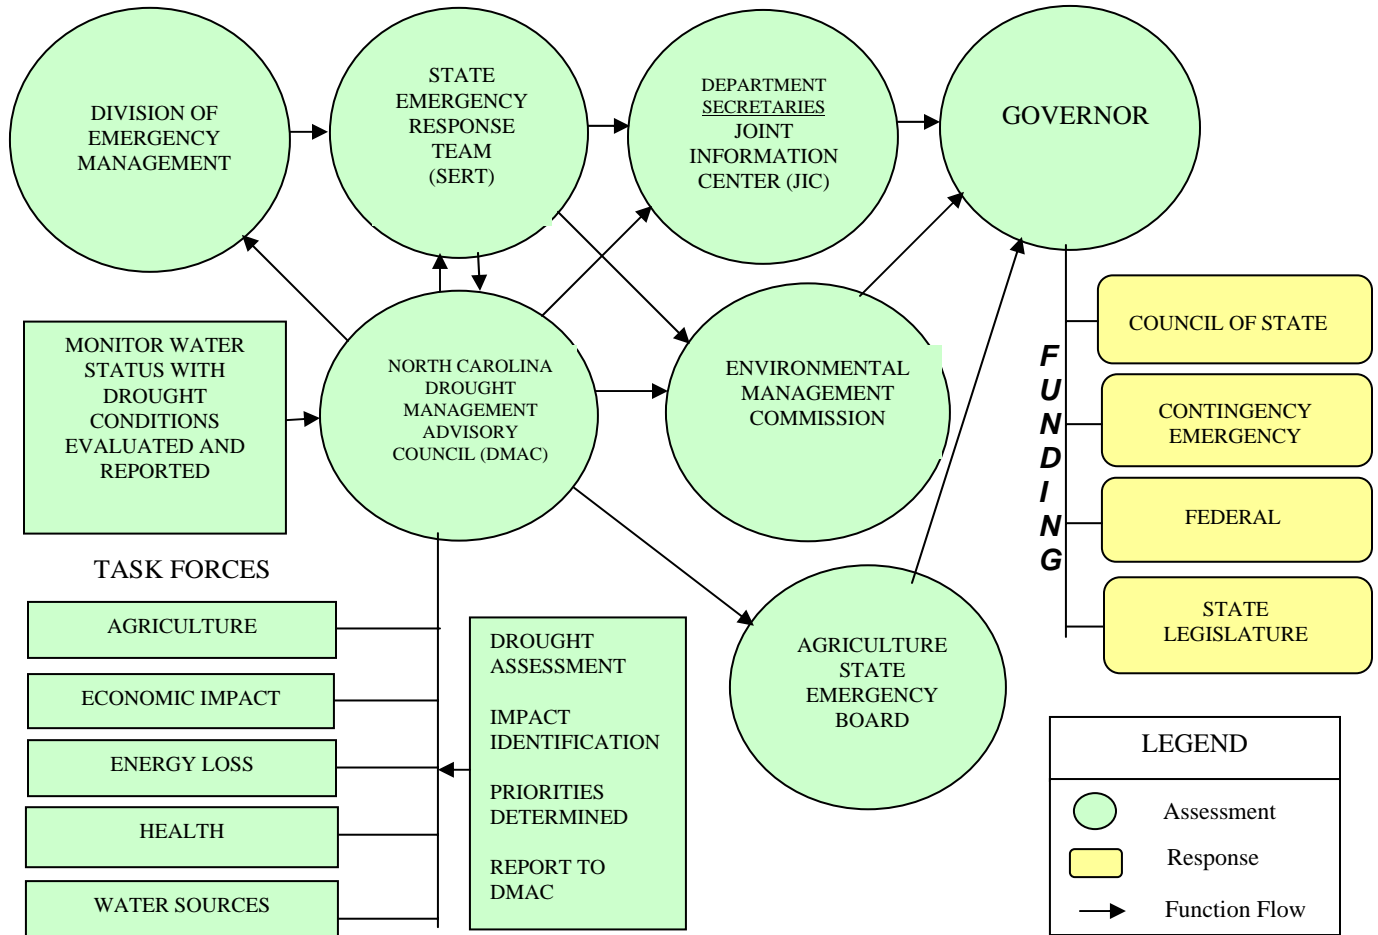 DIVISION OF
EMERGENCY
MANAGEMENT
STATE
EMERGENCY
RESPONSE
TEAM
(SERT)
DEPARTMENT
SECRETARIES
JOINT
INFORMATION
CENTER (JIC)
GOVERNOR
MONITOR WATER
STATUS WITH
DROUGHT
CONDITIONS
EVALUATED AND
REPORTED
NORTH CAROLINA
DROUGHT
MANAGEMENT
ADVISORY
COUNCIL (DMAC)
ENVIRONMENTAL
MANAGEMENT
COMMISSION
FUNDING
COUNCIL OF STATE
CONTINGENCY
EMERGENCY
FEDERAL
STATE
LEGISLATURE
TASK FORCES
AGRICULTURE
ECONOMIC IMPACT
ENERGY LOSS
HEALTH
WATER SOURCES
DROUGHT
ASSESSMENT
IMPACT
IDENTIFICATION
PRIORITIES
DETERMINED
REPORT TO
DMAC
AGRICULTURE
STATE
EMERGENCY
BOARD
LEGEND
Assessment
Response
Function Flow